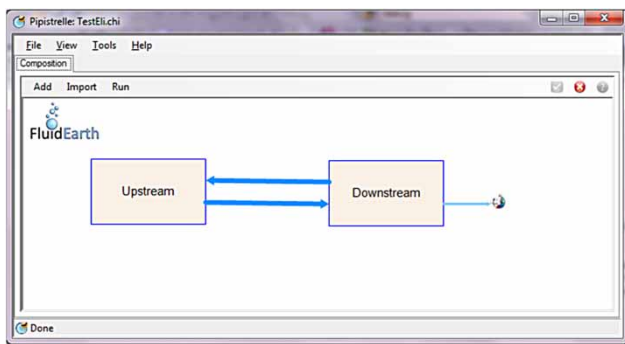 Pipistrelle: TestEli.chi
File View Tools Help
Composition
Add Import Run
FluidEarth
Upstream
Downstream
Done